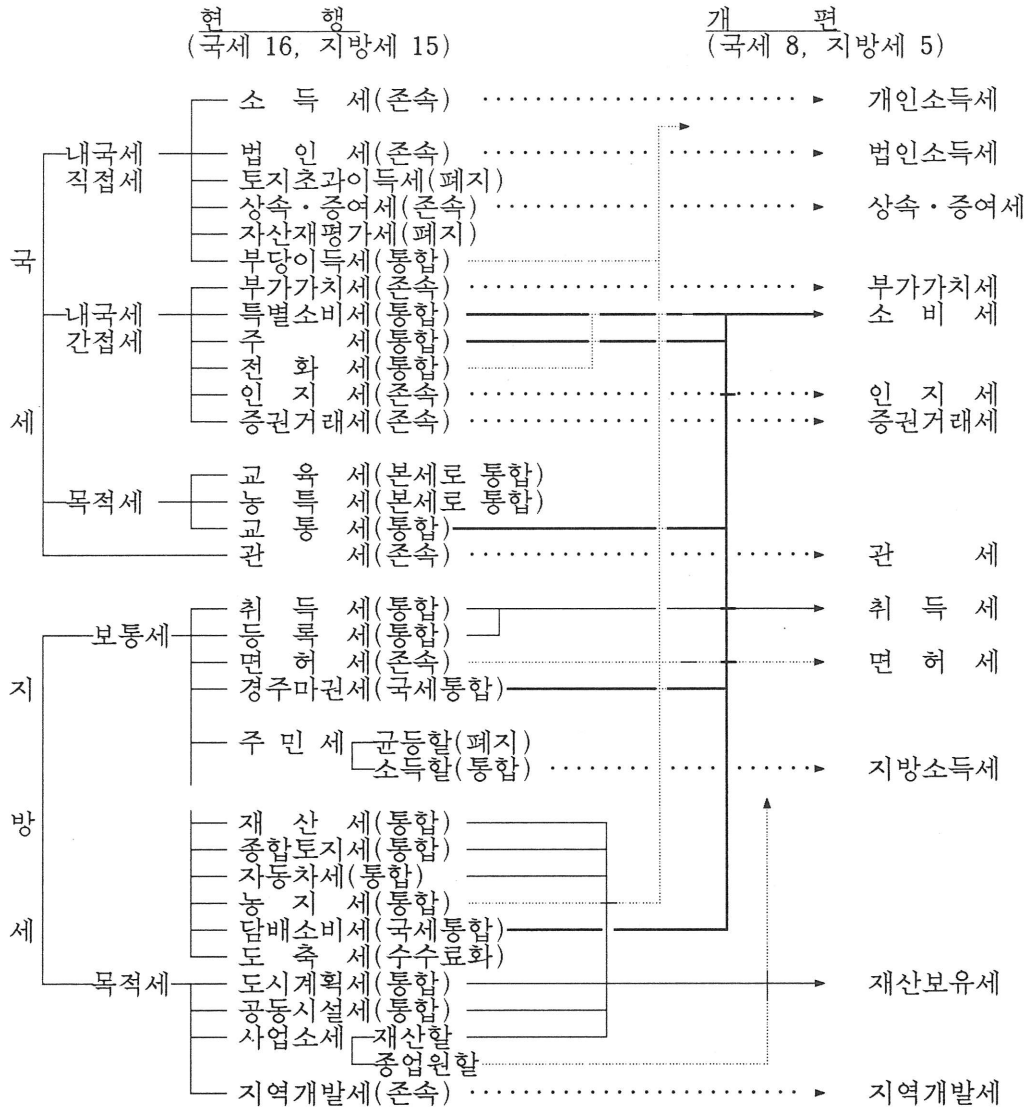 현 행 개 편
(국세 16, 지방세 15) (국세 8, 지방세 5)
소 득 세(존속) 개인소득세
내국세 법 인 세(존속) 법인소득세
직접세 토지초과이득세(폐지)
상속・증여세(존속) 상속・증여세
자산재평가세(폐지)
국 부당이득세(통합)
부가가치세(존속) 부가가치세
내국세 특별소비세(통합) 소 비 세
간접세 주 세(통합)
전 화 세(통합)
인 지 세(존속) 인 지 세
세 증권거래세(존속) 증권거래세
교 육 세(본세로 통합)
목적세 농 특 세(본세로 통합)
교 통 세(통합)
관 세(존속) 관 세
취 득 세(통합) 취 득 세
보통세 등 록 세(통합)
면 허 세(존속) 면 허 세
지 경주마권세(국세통합)
주 민 세 균등할(폐지)
소득할(통합) 지방소득세
방 재 산 세(통합)
종합토지세(통합)
자동차세(통합)
농 지 세(통합)
세 담배소비세(국세통합)
도 축 세(수수료화)
목적세 도시계획세(통합) 재산보유세
공동시설세(통합)
사업소세 재산할
종업원할
지역개발세(존속) 지역개발세